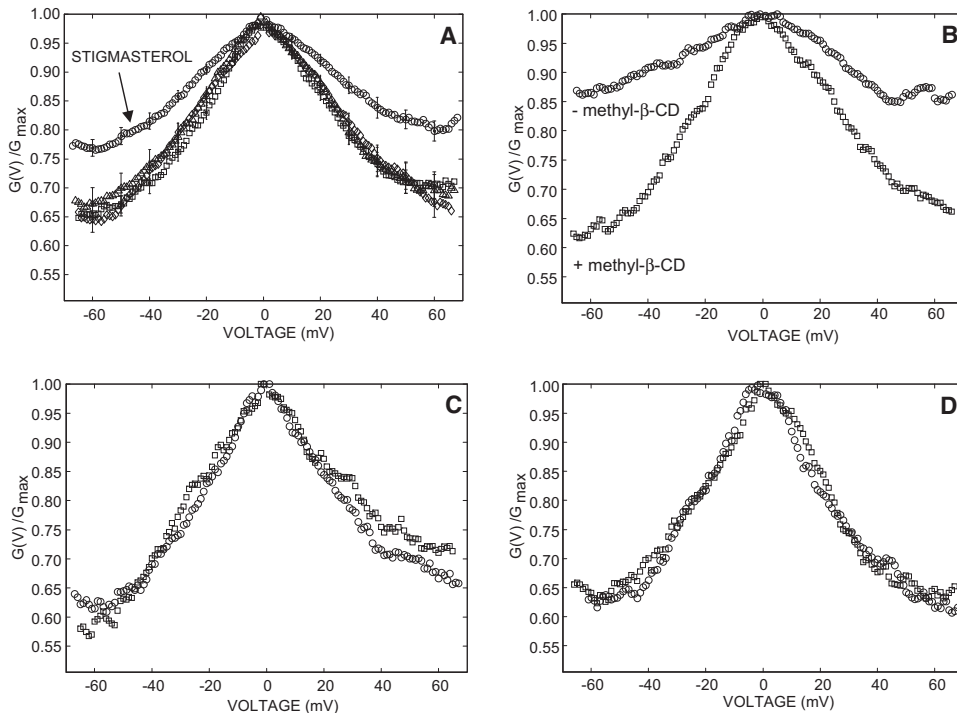 A
STIGMASTEROL
G(V) /G max
1.00
0.95
0.90
0.85
0.80
0.75
0.70
0.65
0.60
0.55
-60 -40 -20 0 20 40 60
VOLTAGE (mV)
B
- methyl-β-CD
+ methyl-β-CD
G(V) /G max
1.00
0.95
0.90
0.85
0.80
0.75
0.70
0.65
0.60
0.55
-60 -40 -20 0 20 40 60
VOLTAGE (mV)
C
G(V) /G max
1.00
0.95
0.90
0.85
0.80
0.75
0.70
0.65
0.60
0.55
-60 -40 -20 0 20 40 60
VOLTAGE (mV)
D
G(V) /G max
1.00
0.95
0.90
0.85
0.80
0.75
0.70
0.65
0.60
0.55
-60 -40 -20 0 20 40 60
VOLTAGE (mV)